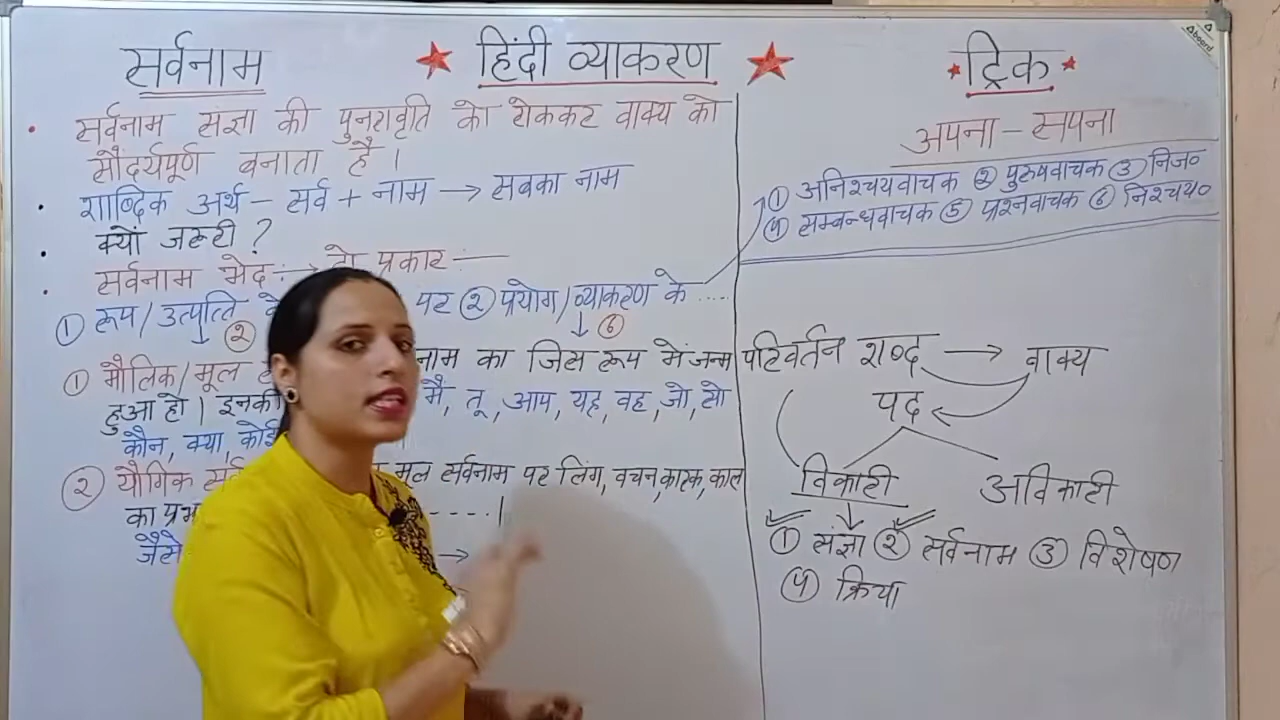 सर्वनाम ★ हिंदी व्याकरण ★
सर्वनाम संज्ञा की पुनरावृति को रोककर वाक्य को
सौंदर्यपूर्ण बनाता है।
शाब्दिक अर्थ - सर्व + नाम → सबका नाम
क्यों जरूरी ?
सर्वनाम भेद :→ दो प्रकार :—
① रूप/उत्पत्ति पर ② प्रयोग/व्याकरण के ....
↓ ② ↓ ⑥
① मौलिक/मूल नाम का जिस रूप में जन्म
हुआ हो। इनकी मै, तू, आप, यह, वह, जो, सो
कौन, क्या, कोई
② यौगिक मूल सर्वनाम पर लिंग, वचन, कारक, काल
का ----।
जैसे →
★ ट्रिक ★
अपना - सपना
① अनिश्चयवाचक ② पुरुषवाचक ③ निज०
④ सम्बन्धवाचक ⑤ प्रश्नवाचक ⑥ निश्चय०
परिवर्तन शब्द → वाक्य
पद
विकारी अविकारी
① संज्ञा ② सर्वनाम ③ विशेषण
④ क्रिया
Aboard